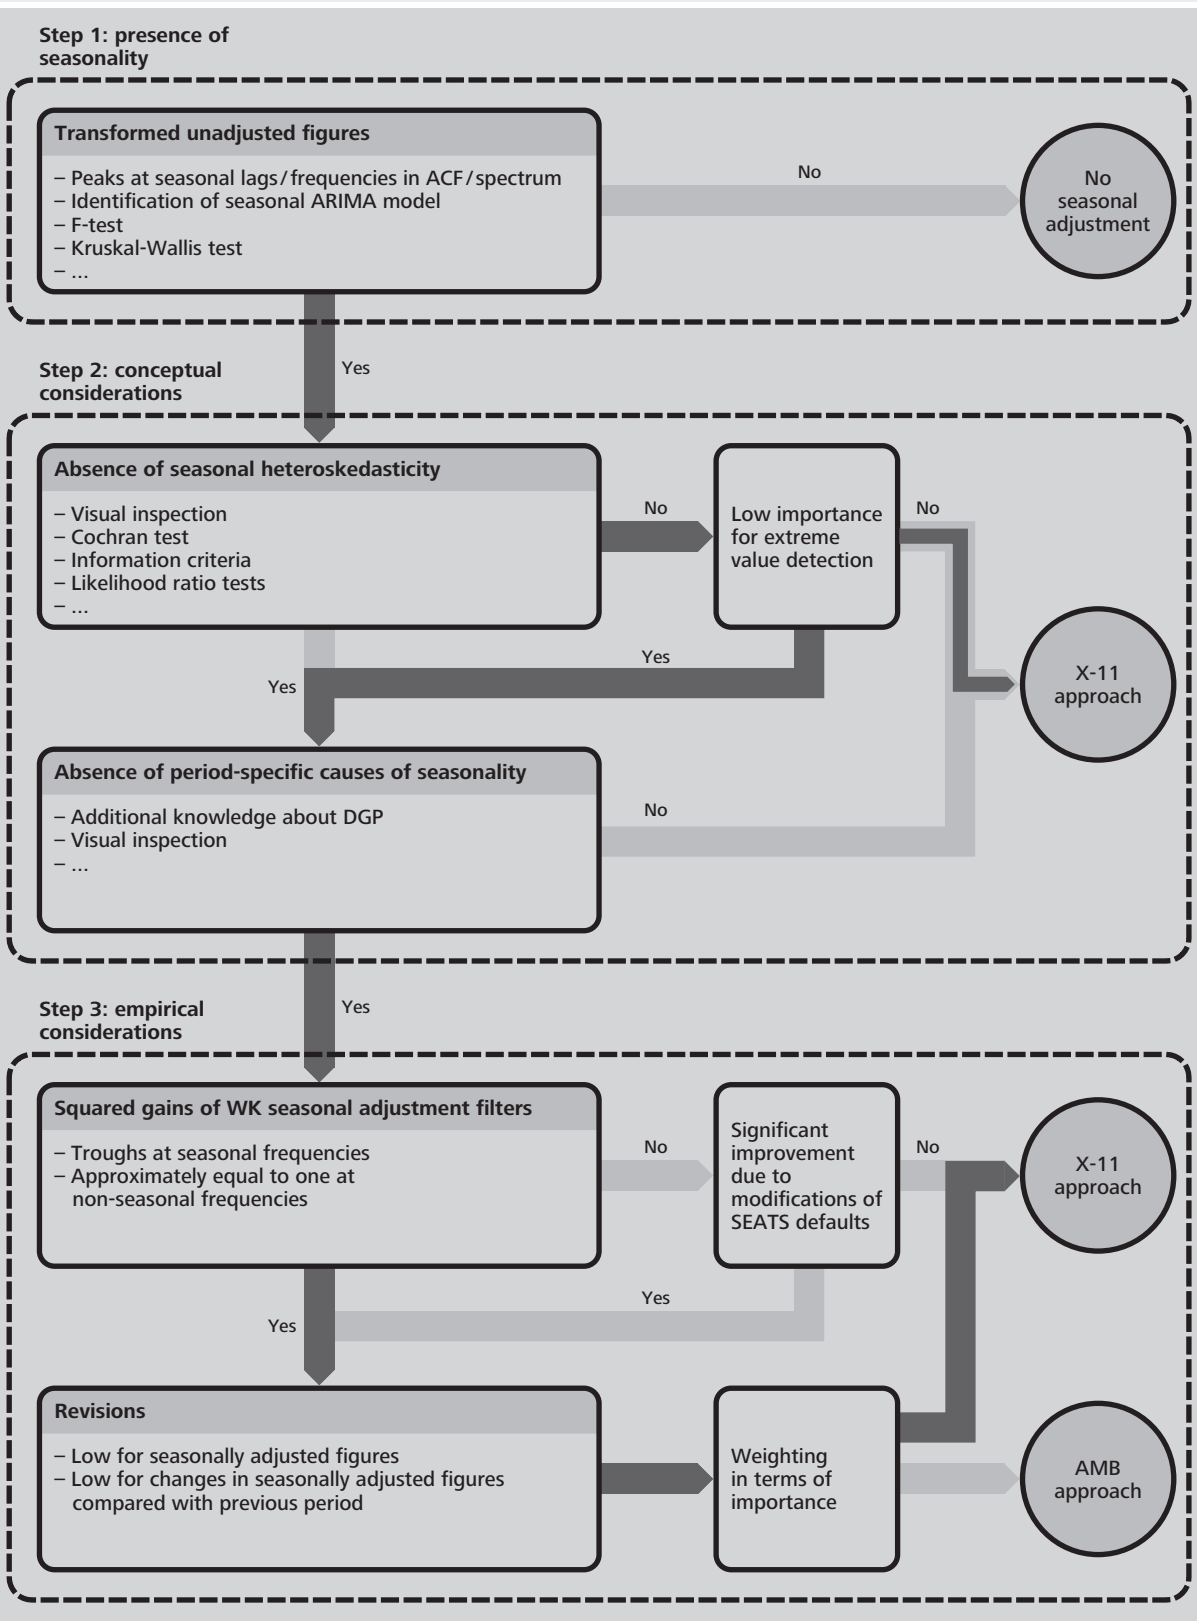 Step 1: presence of
seasonality
Transformed unadjusted figures
– Peaks at seasonal lags/frequencies in ACF/spectrum
– Identification of seasonal ARIMA model
– F-test
– Kruskal-Wallis test
– ...
No
No
seasonal
adjustment
Yes
Step 2: conceptual
considerations
Absence of seasonal heteroskedasticity
– Visual inspection
– Cochran test
– Information criteria
– Likelihood ratio tests
– ...
No
Low importance
for extreme
value detection
No
Yes
Yes
X-11
approach
Absence of period-specific causes of seasonality
– Additional knowledge about DGP
– Visual inspection
– ...
No
Yes
Step 3: empirical
considerations
Squared gains of WK seasonal adjustment filters
– Troughs at seasonal frequencies
– Approximately equal to one at
non-seasonal frequencies
No
Significant
improvement
due to
modifications of
SEATS defaults
No
X-11
approach
Yes
Yes
Revisions
– Low for seasonally adjusted figures
– Low for changes in seasonally adjusted figures
compared with previous period
Weighting
in terms of
importance
AMB
approach